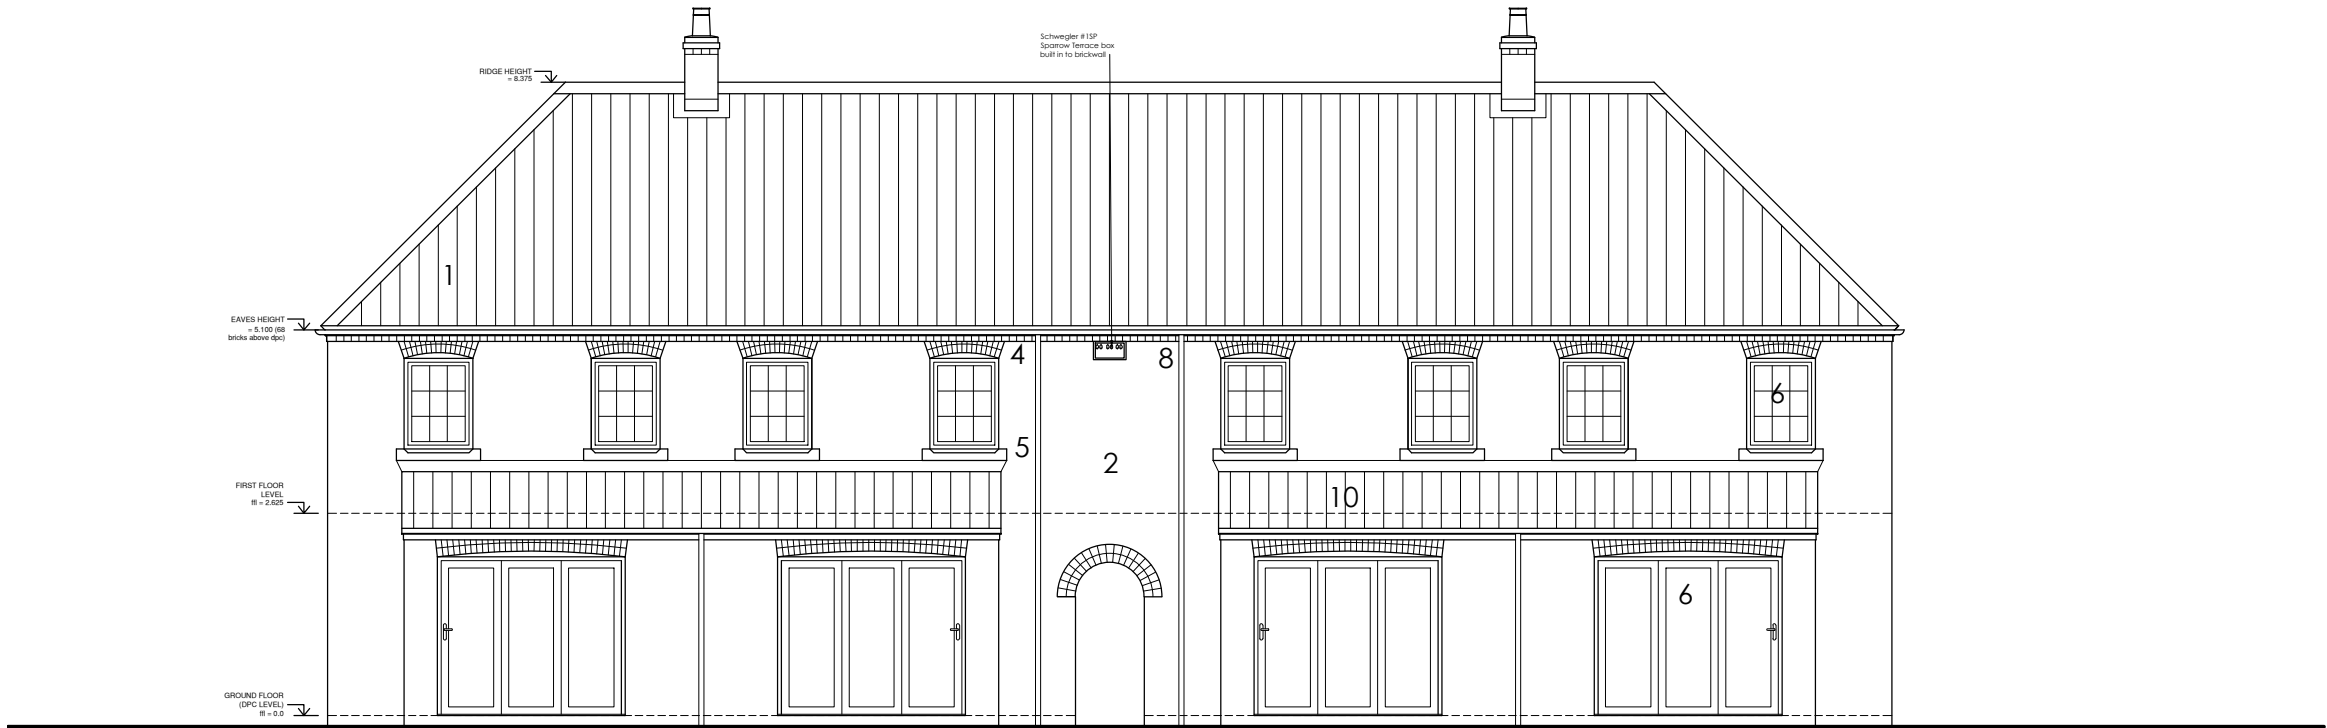 Schwegler #1SP
Sparrow Terrace box
built in to brickwall
RIDGE HEIGHT
= 8.375
1
EAVES HEIGHT
= 5.100 (68
bricks above dpc)
4
8
6
5
2
FIRST FLOOR
LEVEL
ffl = 2.625
10
6
GROUND FLOOR
(DPC LEVEL)
ffl = 0.0